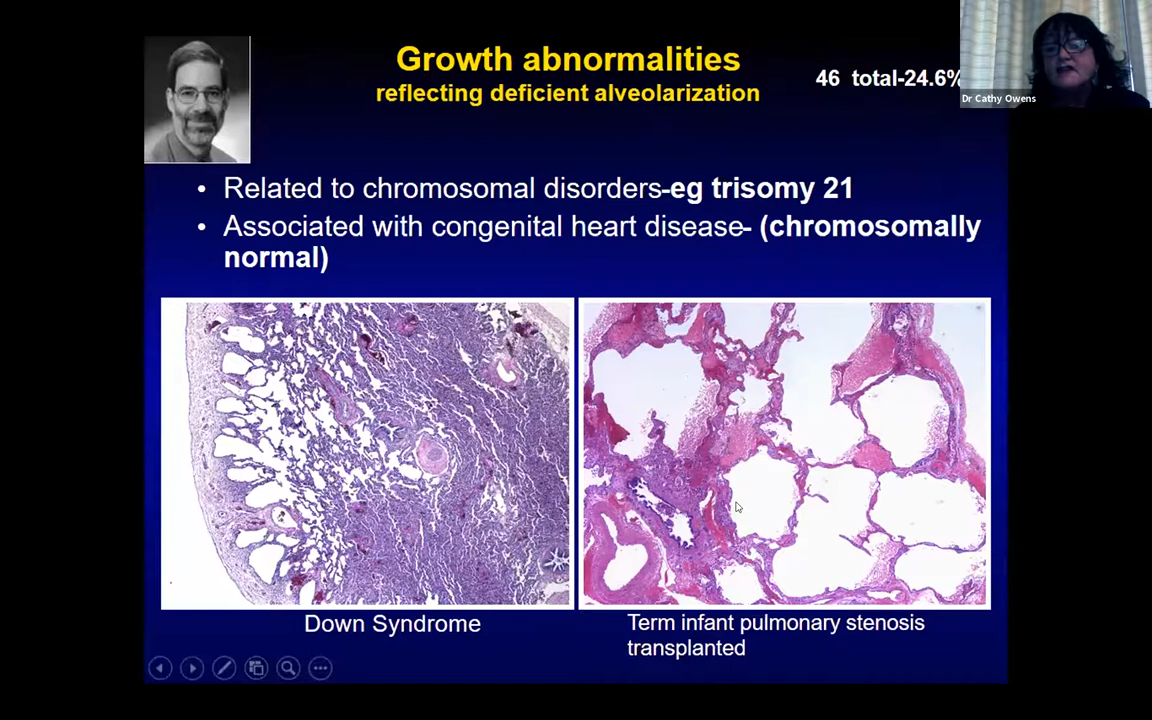 Growth abnormalities
reflecting deficient alveolarization
46 total-24.6%
Dr Cathy Owens
• Related to chromosomal disorders-eg trisomy 21
• Associated with congenital heart disease- (chromosomally
normal)
Down Syndrome
Term infant pulmonary stenosis
transplanted